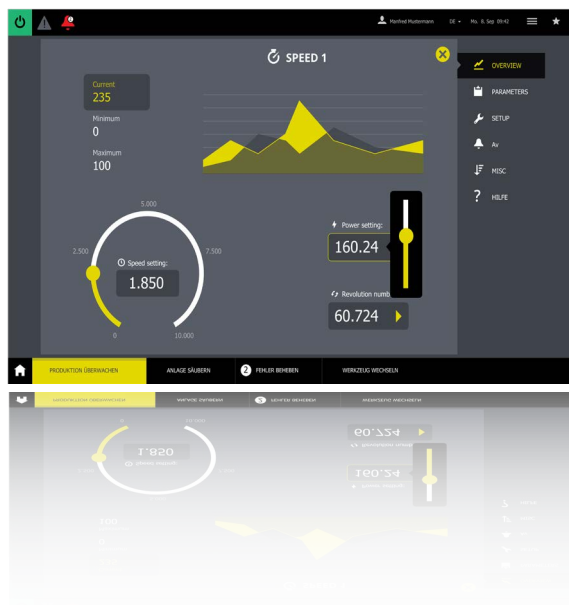 Manfred Mustermann
DE
Mo. 8. Sep 09:42
SPEED 1
Current
235
Minimum
0
Maximum
100
OVERVIEW
PARAMETERS
SETUP
Av
MISC
? HILFE
5.000
2.500
7.500
Speed setting:
1.850
0
10.000
Power setting:
160.24
Revolution numb
60.724
PRODUKTION ÜBERWACHEN
ANLAGE SÄUBERN
2 FEHLER BEHEBEN
WERKZEUG WECHSELN